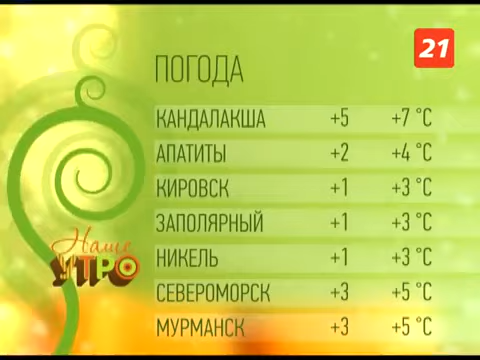 21
ПОГОДА
КАНДАЛАКША +5 +7 °C
АПАТИТЫ +2 +4 °C
КИРОВСК +1 +3 °C
ЗАПОЛЯРНЫЙ +1 +3 °C
НИКЕЛЬ +1 +3 °C
СЕВЕРОМОРСК +3 +5 °C
МУРМАНСК +3 +5 °C
Наше
УТРО